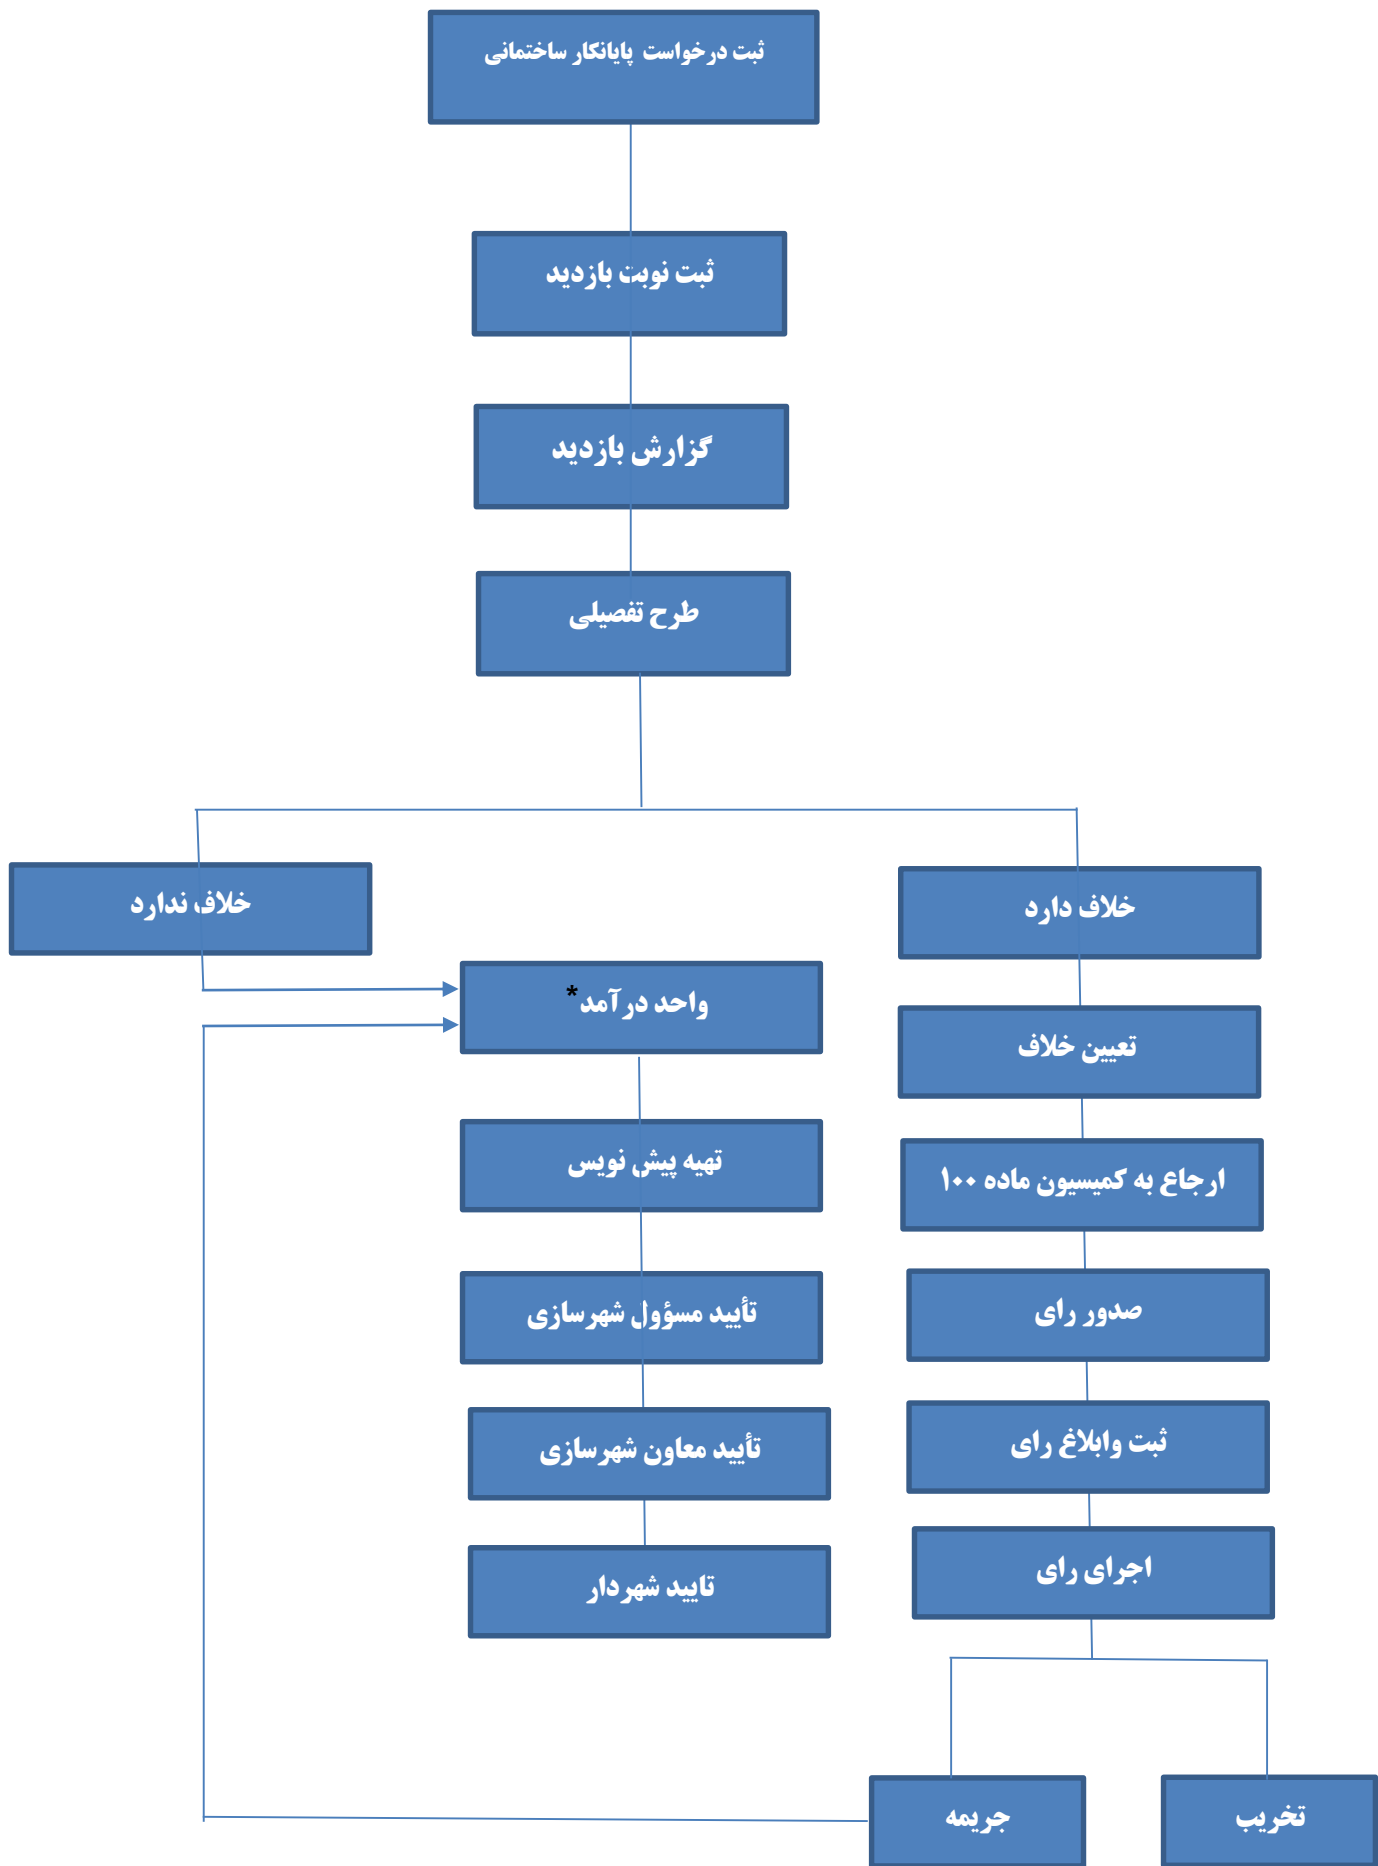 ثبت درخواست پایانکار ساختمانی
ثبت نوبت بازدید
گزارش بازدید
طرح تفصیلی
خلاف دارد
خلاف ندارد
واحد درآمد*
تعیین خلاف
تهیه پیش نویس
ارجاع به کمیسیون ماده ۱۰۰
تأیید مسؤول شهرسازی
صدور رای
تأیید معاون شهرسازی
ثبت وابلاغ رای
تایید شهردار
اجرای رای
تخریب
جریمه